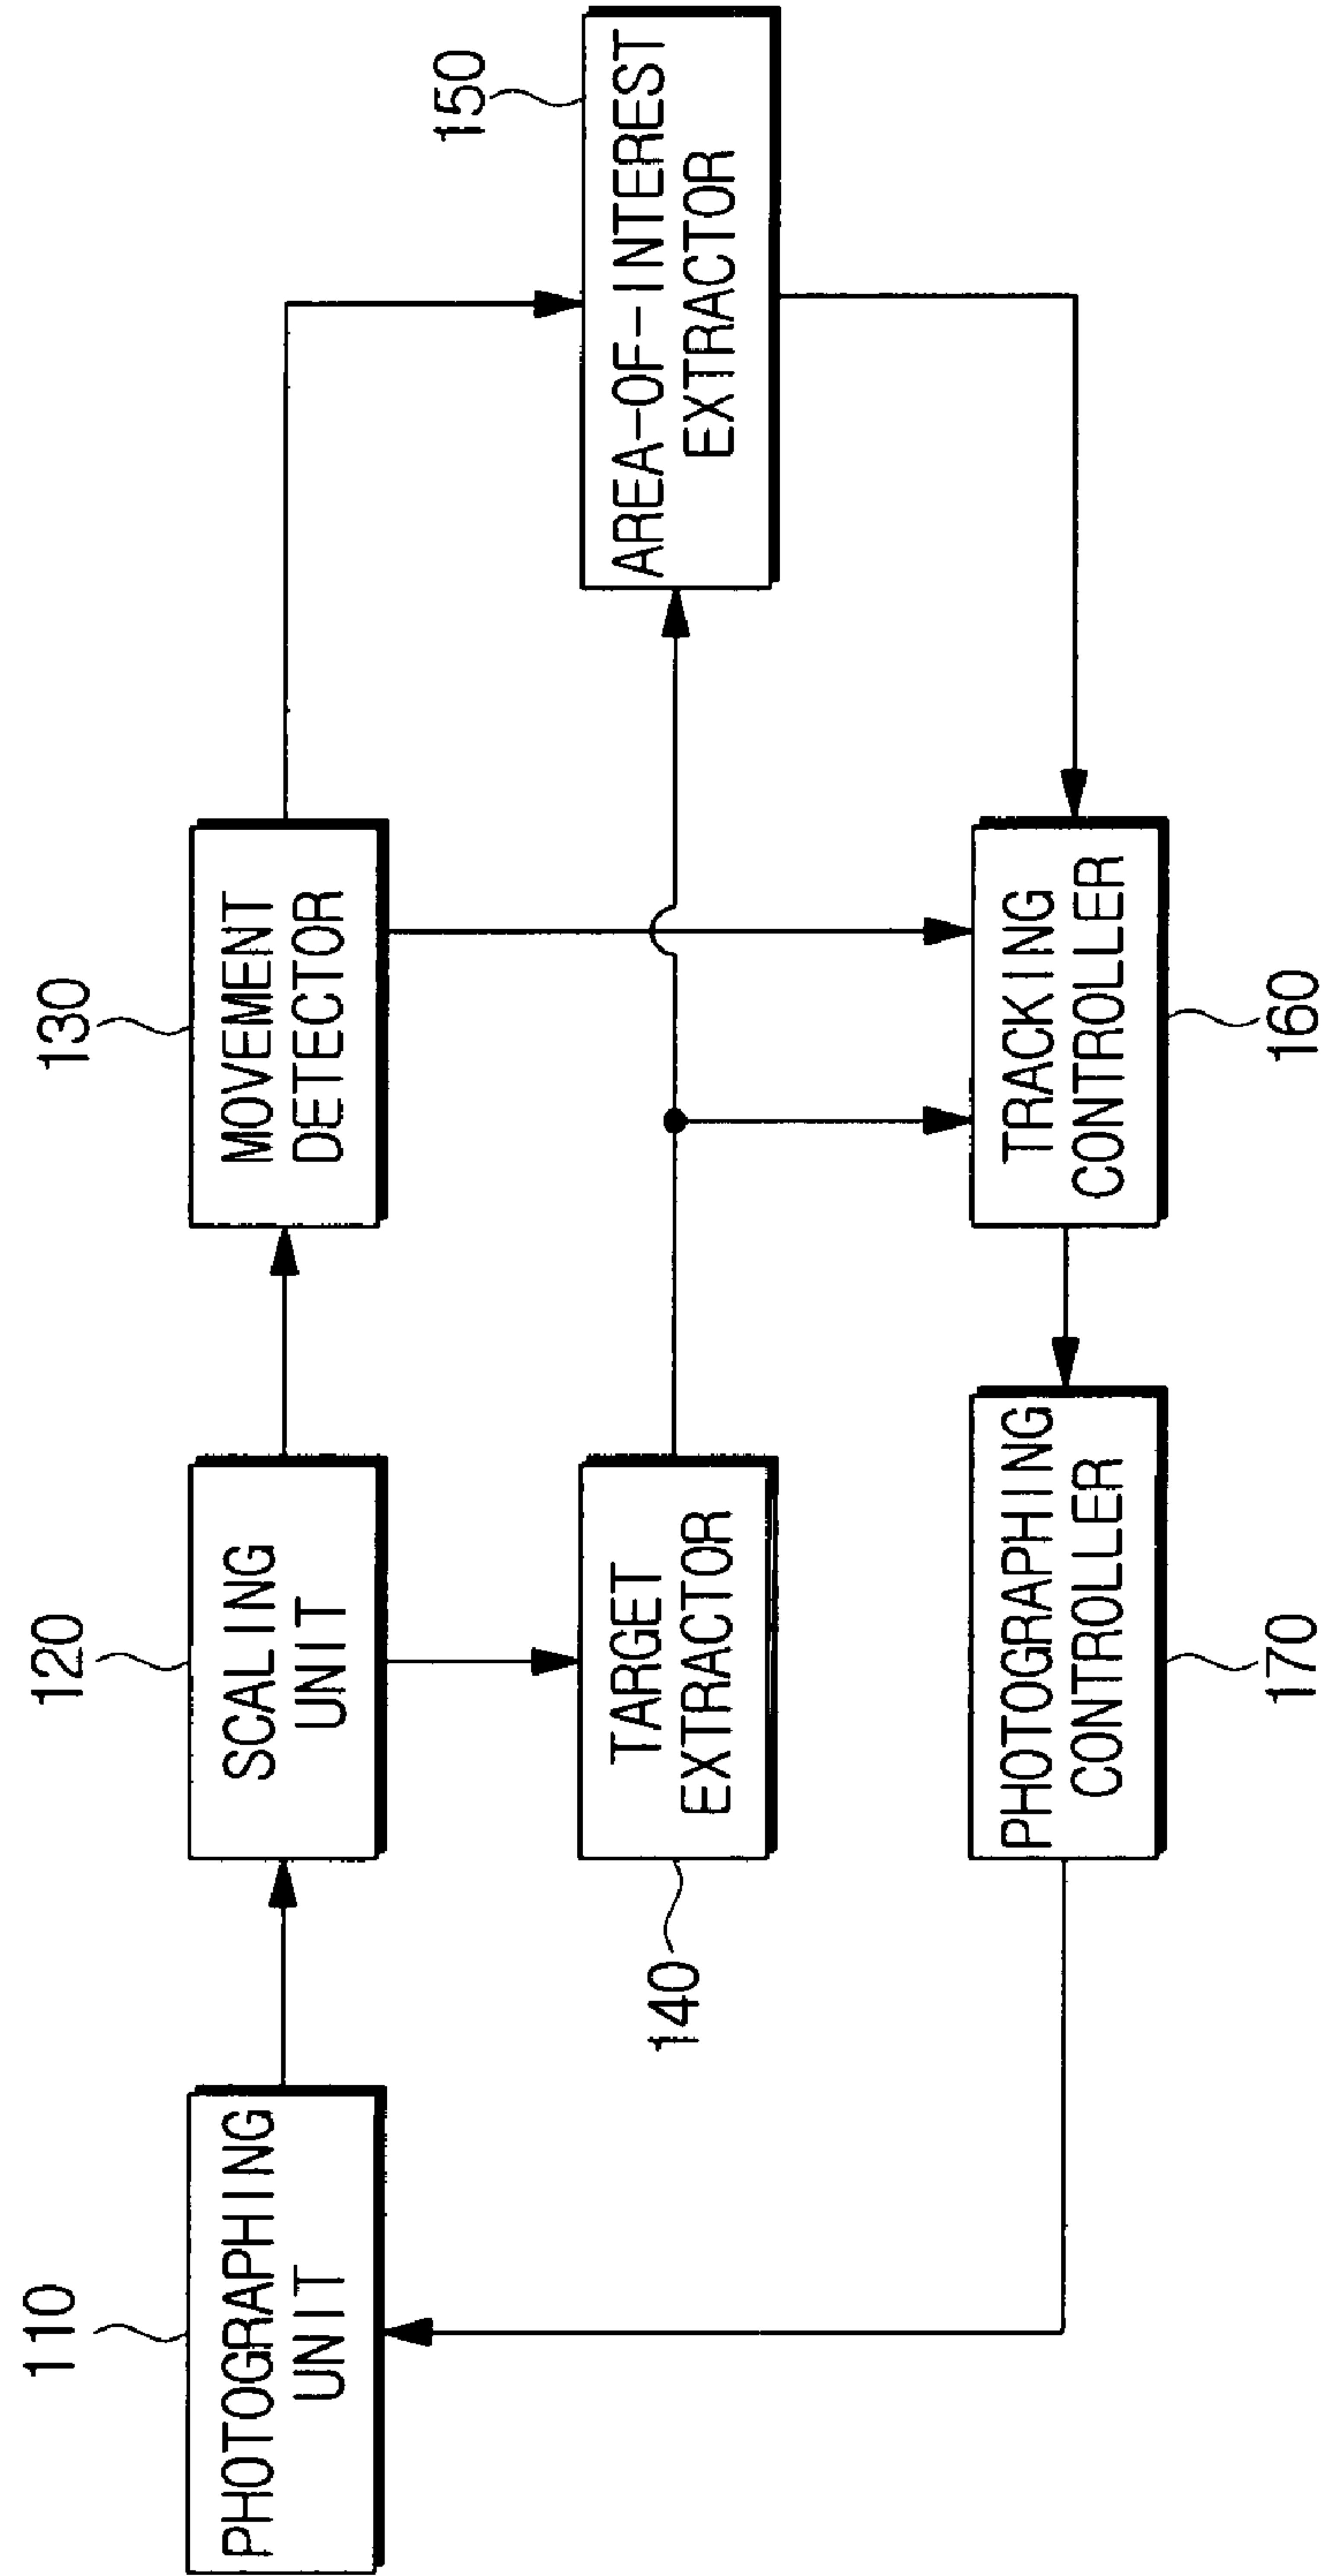 110
PHOTOGRAPHING
UNIT
120
SCALING
UNIT
130
MOVEMENT
DETECTOR
140
TARGET
EXTRACTOR
150
AREA-OF-INTEREST
EXTRACTOR
170
PHOTOGRAPHING
CONTROLLER
160
TRACKING
CONTROLLER